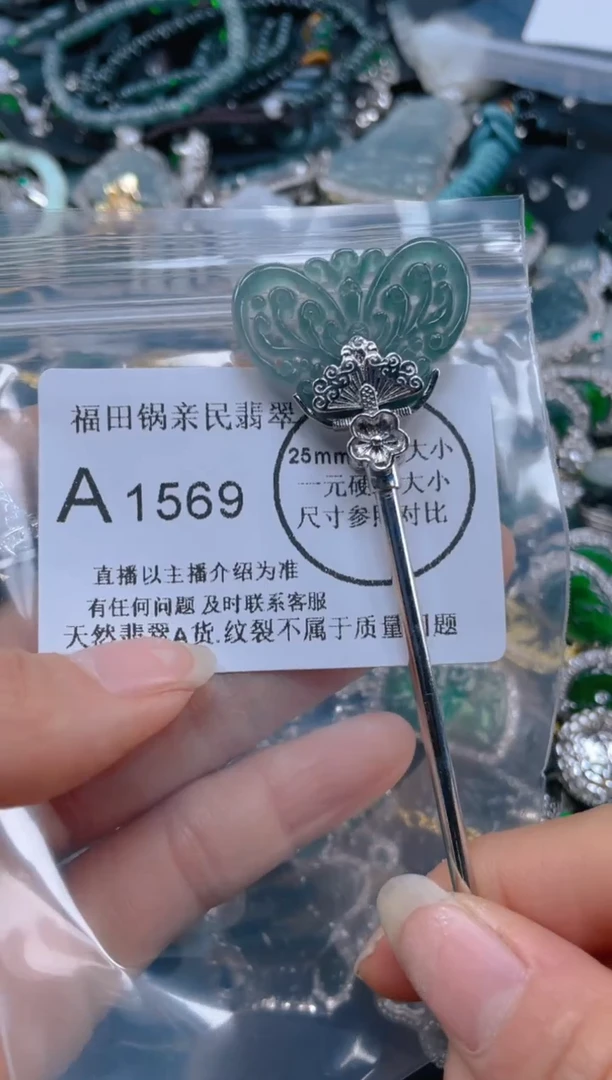 福田锅亲民翡翠
A 1569
25mm 大小
一元硬 大小
尺寸参照对比
直播以主播介绍为准
有任何问题 及时联系客服
天然翡翠A货.纹裂不属于质量问题